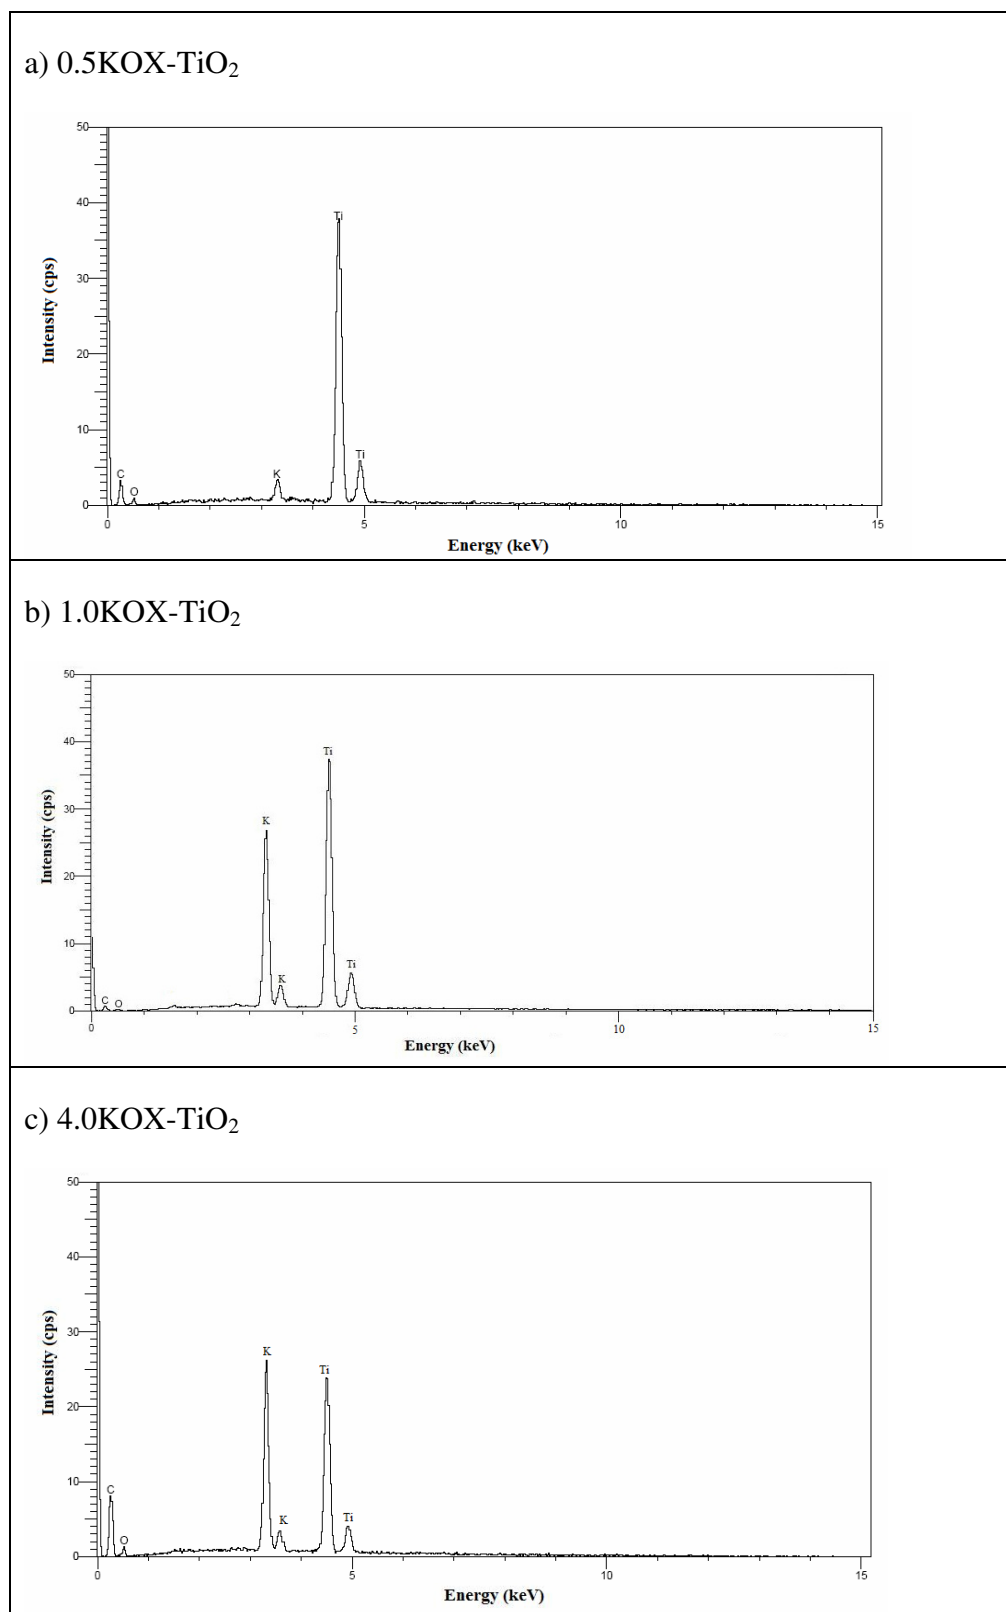 a) 0.5KOX-TiO₂
50
40
30
20
10
0
Intensity (cps)
C
O
K
Ti
Ti
0
5
10
15
Energy (keV)
b) 1.0KOX-TiO₂
50
40
30
20
10
0
Intensity (cps)
C
O
K
K
Ti
Ti
0
5
10
15
Energy (keV)
c) 4.0KOX-TiO₂
50
40
30
20
10
0
Intensity (cps)
C
O
K
K
Ti
Ti
0
5
10
15
Energy (keV)